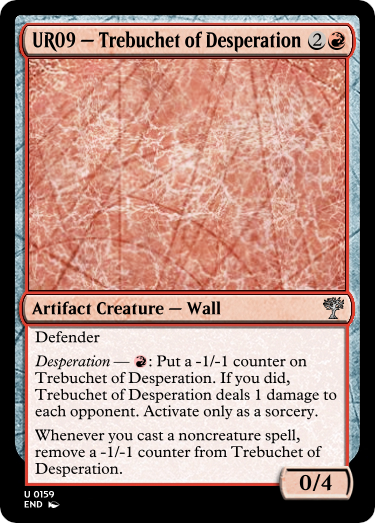 UR09 — Trebuchet of Desperation 2
Artifact Creature — Wall
Defender
Desperation — : Put a -1/-1 counter on
Trebuchet of Desperation. If you did,
Trebuchet of Desperation deals 1 damage to
each opponent. Activate only as a sorcery.
Whenever you cast a noncreature spell,
remove a -1/-1 counter from Trebuchet of
Desperation.
0/4
U 0159
END